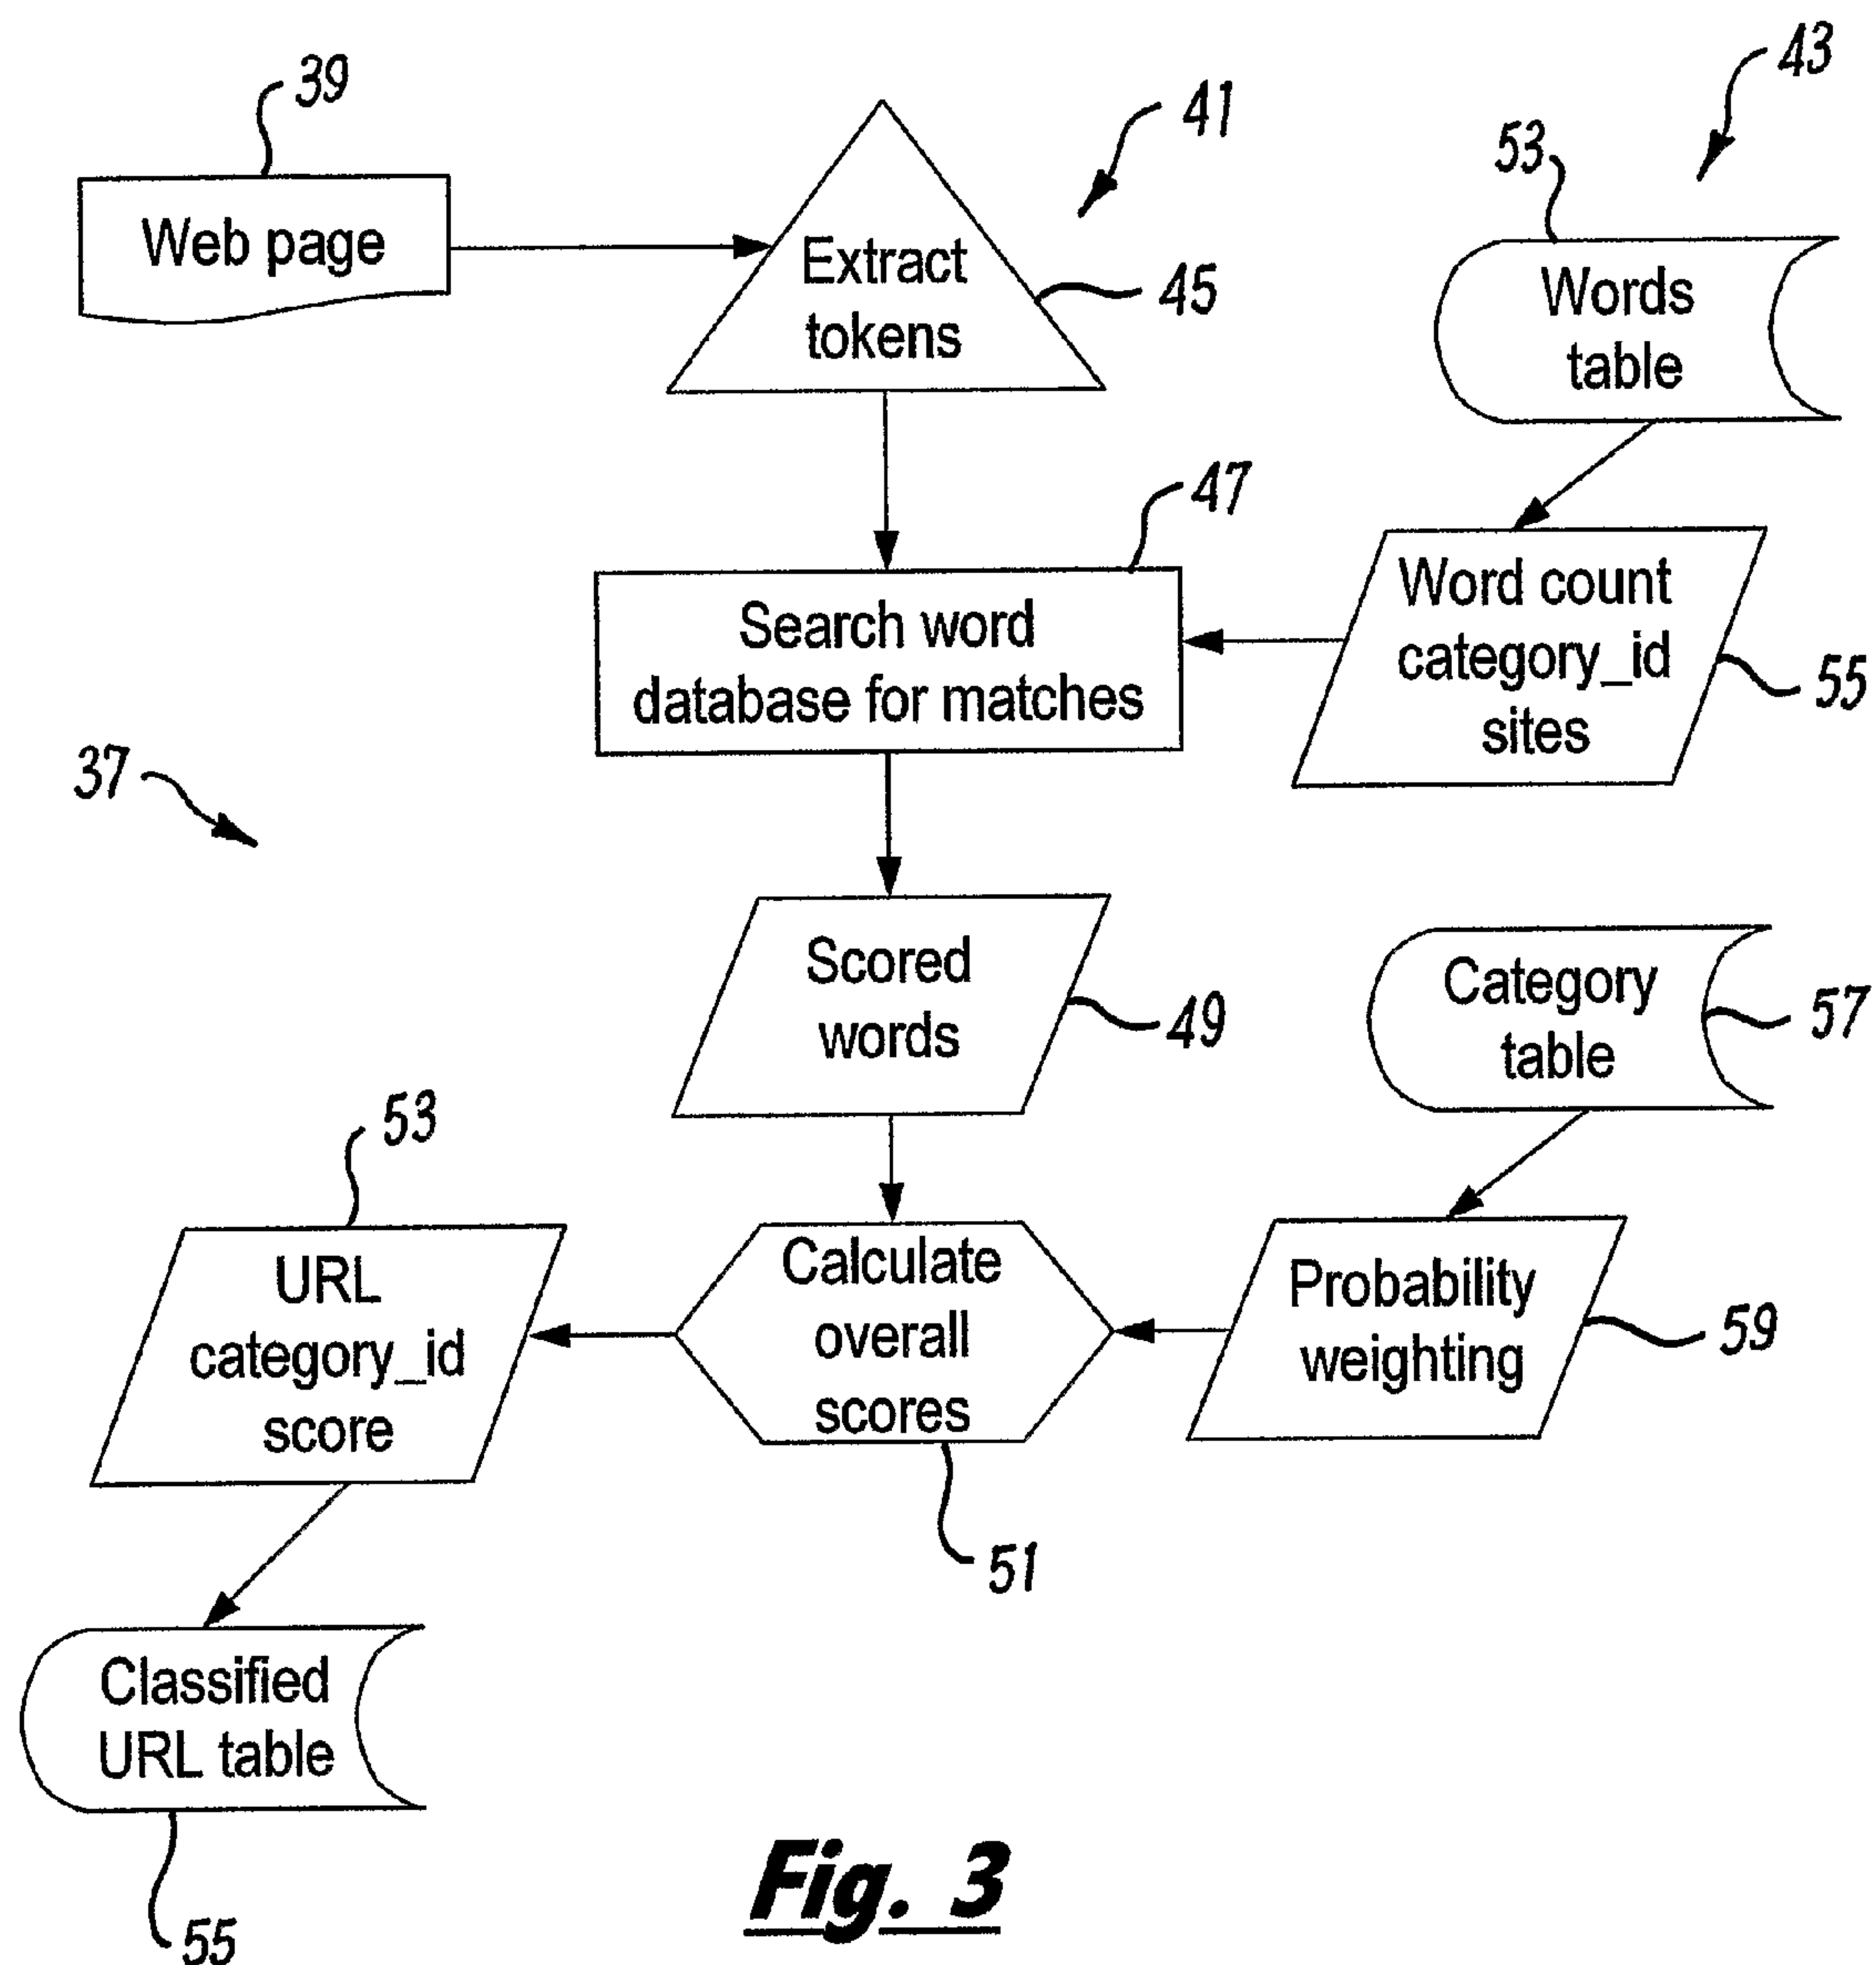 39
41
43
53
Web page
Extract
tokens
45
Words
table
47
Search word
database for matches
Word count
category_id
sites
55
37
Scored
words
49
Category
table
57
53
URL
category_id
score
Calculate
overall
scores
51
Probability
weighting
59
Classified
URL table
55
Fig. 3